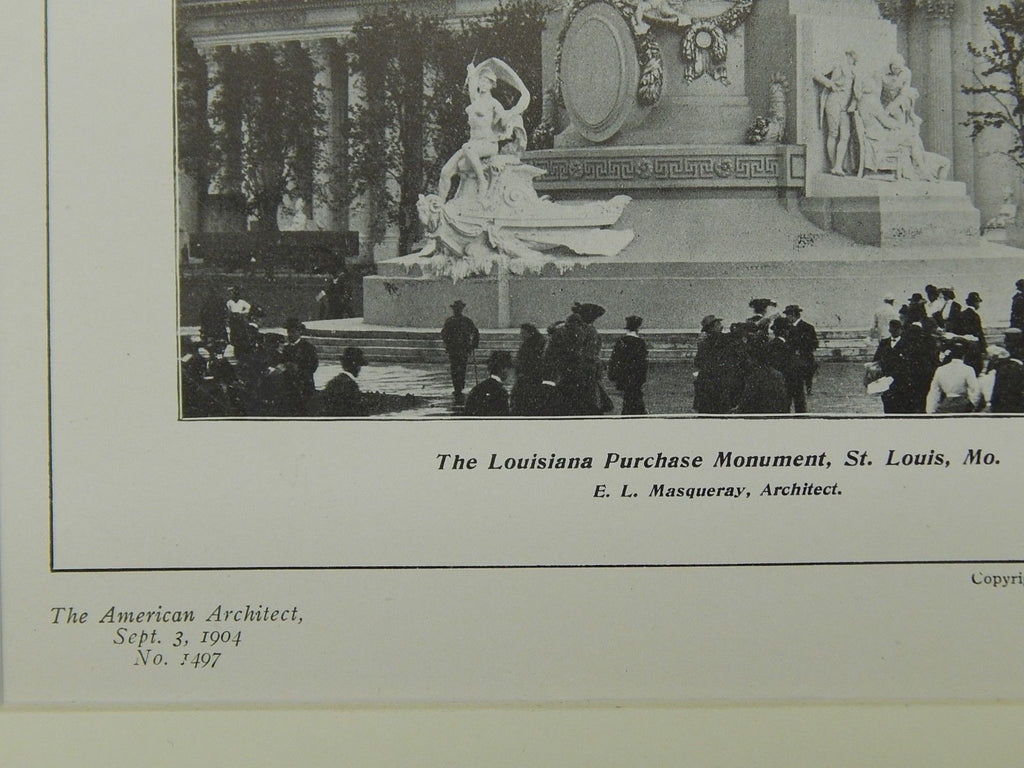 The Louisiana Purchase Monument, St. Louis, Mo.
E. L. Masqueray, Architect.
Copyri
The American Architect,
Sept. 3, 1904
No. 1497